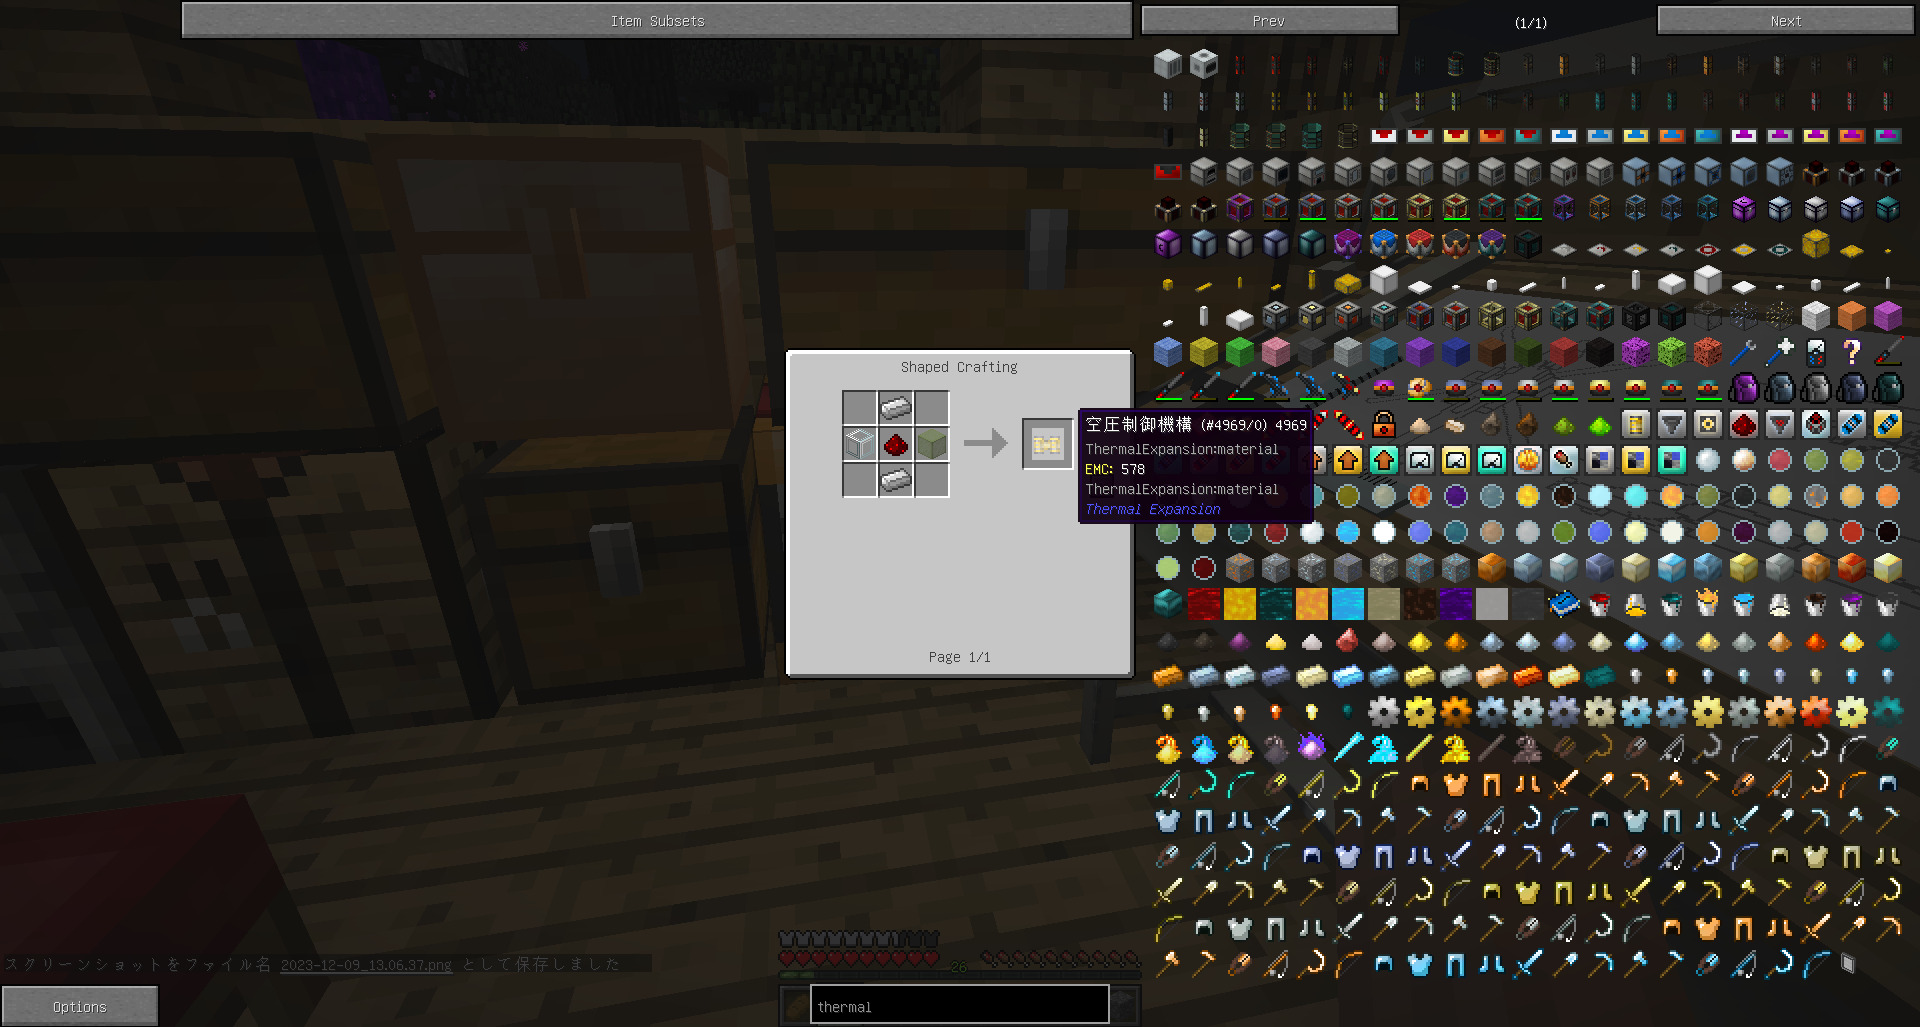 Item Subsets
Prev
(1/1)
Next
Shaped Crafting
空圧制御機構 (#4969/0) 4969
ThermalExpansion:material
EMC: 578
ThermalExpansion:material
Thermal Expansion
Page 1/1
スクリーンショットをファイル名 2023-12-09_13.06.37.png として保存しました
26
Options
thermal